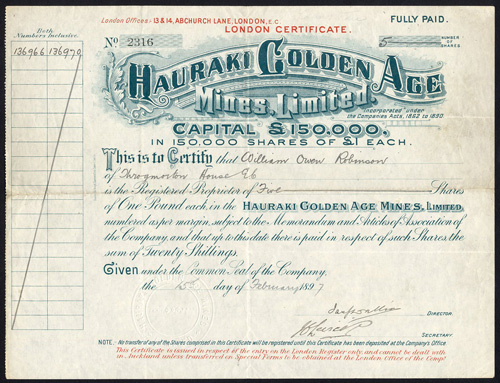 London Offices: 13 & 14, ABCHURCH LANE, LONDON, E.C.
FULLY PAID.
LONDON CERTIFICATE.
Both
Numbers Inclusive.
136966 136970
No 2316
5
NUMBER
OF
SHARES
HAURAKI GOLDEN AGE
Mines, Limited.
Incorporated under
the Companies Acts, 1862 to 1890.
CAPITAL £150,000,
IN 150,000 SHARES OF £1 EACH.
This is to Certify that William Owen Robinson
of Throgmorton House EC
is the Registered Proprietor of Five Shares
of One Pound each, in the HAURAKI GOLDEN AGE MINES, LIMITED
numbered as per margin, subject to the Memorandum and Articles of Association of
the Company, and that up to this date there is paid in respect of such Shares the
sum of Twenty Shillings.
Given under the Common Seal of the Company,
the day of February 1897
DIRECTOR.
SECRETARY.
NOTE: No transfer of any of the Shares comprised in this Certificate will be registered until this Certificate has been deposited at the Company's Office
This Certificate is issued in respect of the entry on the London Register only, and cannot be dealt with
in Auckland unless transferred on Special Forms to be obtained at the London Office of the Comp